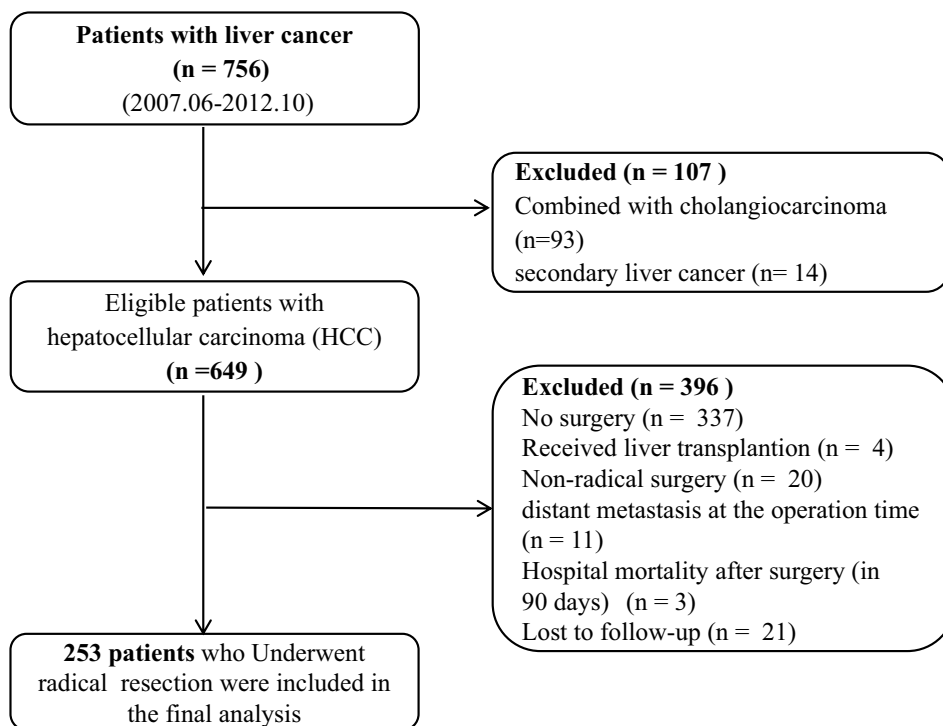 Patients with liver cancer
(n = 756)
(2007.06-2012.10)
Excluded (n = 107 )
Combined with cholangiocarcinoma
(n=93)
secondary liver cancer (n= 14)
Eligible patients with
hepatocellular carcinoma (HCC)
(n =649 )
Excluded (n = 396 )
No surgery (n = 337)
Received liver transplantion (n = 4)
Non-radical surgery (n = 20)
distant metastasis at the operation time
(n = 11)
Hospital mortality after surgery (in
90 days) (n = 3)
Lost to follow-up (n = 21)
253 patients who Underwent
radical resection were included in
the final analysis